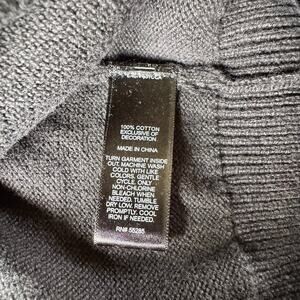 100% COTTON
EXCLUSIVE OF
DECORATION
MADE IN CHINA
TURN GARMENT INSIDE
OUT. MACHINE WASH
COLD WITH LIKE
COLORS. GENTLE
CYCLE. ONLY
NON-CHLORINE
BLEACH WHEN
NEEDED. TUMBLE
DRY LOW. REMOVE
PROMPTLY. COOL
IRON IF NEEDED.
RN# 55285